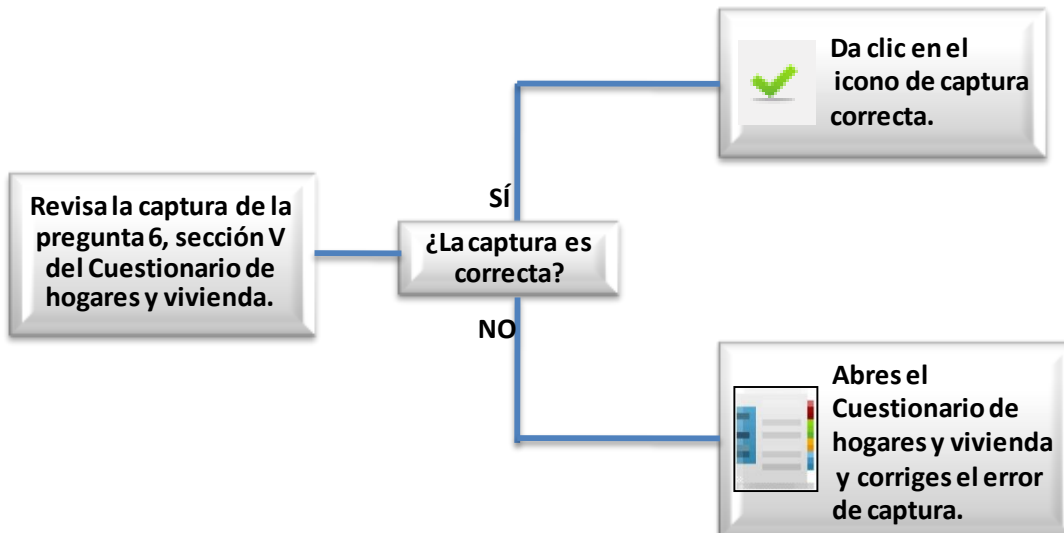 Revisa la captura de la
pregunta 6, sección V
del Cuestionario de
hogares y vivienda.
¿La captura es
correcta?
SÍ
Da clic en el
icono de captura
correcta.
NO
Abres el
Cuestionario de
hogares y vivienda
y corriges el error
de captura.